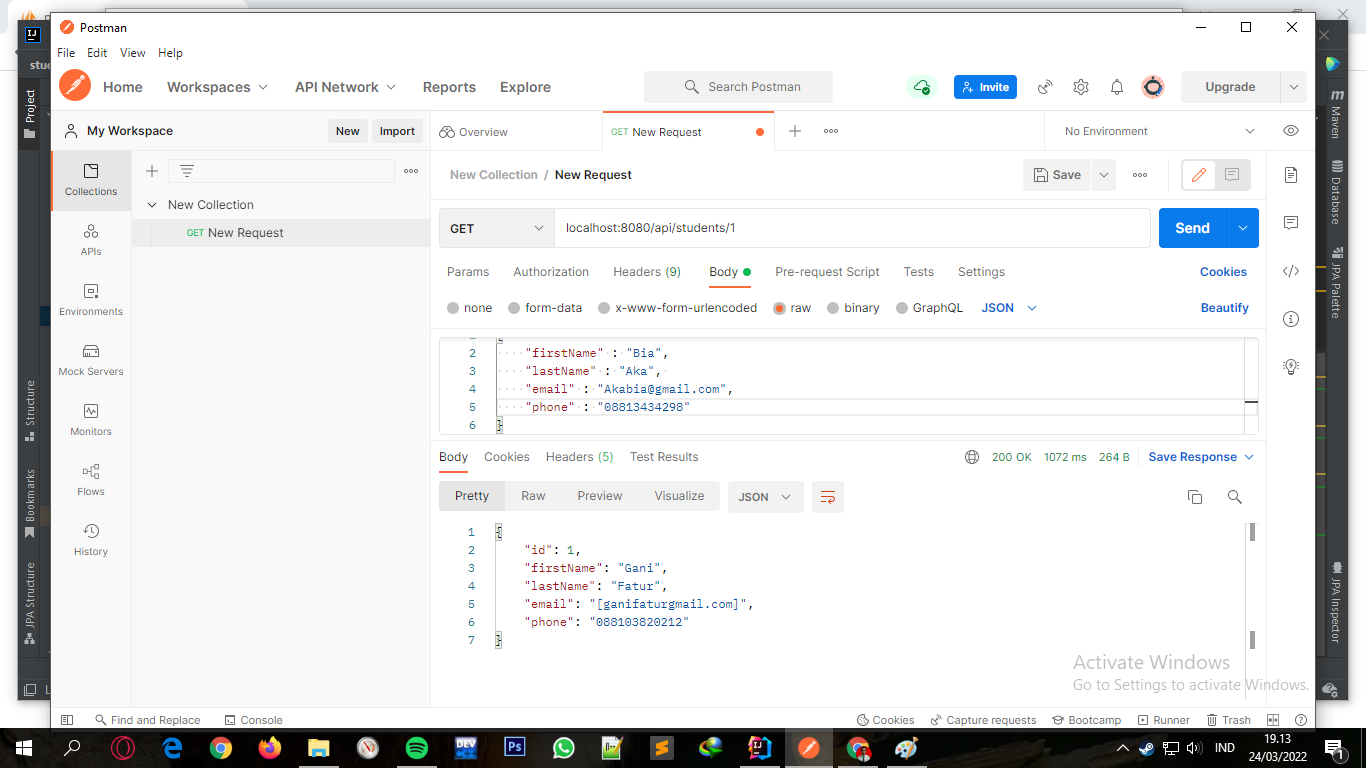 Postman
File Edit View Help
Home Workspaces API Network Reports Explore
Search Postman
Invite
Upgrade
My Workspace New Import
Overview
GET New Request
No Environment
Collections
APIs
Environments
Mock Servers
Monitors
Flows
History
New Collection
GET New Request
New Collection / New Request
Save
GET localhost:8080/api/students/1 Send
Params Authorization Headers (9) Body Pre-request Script Tests Settings Cookies
none form-data x-www-form-urlencoded raw binary GraphQL JSON Beautify
2 "firstName" : "Bia",
3 "lastName" : "Aka",
4 "email" : "Akabia@gmail.com",
5 "phone" : "08813434298"
6 }
Body Cookies Headers (5) Test Results 200 OK 1072 ms 264 B Save Response
Pretty Raw Preview Visualize JSON
1 {
2 "id": 1,
3 "firstName": "Gani",
4 "lastName": "Fatur",
5 "email": "[ganifaturgmail.com]",
6 "phone": "088103820212"
7 }
Activate Windows
Go to Settings to activate Windows.
Find and Replace Console Cookies Capture requests Bootcamp Runner Trash
Project
Structure
Bookmarks
JPA Structure
Maven
Database
JPA Palette
JPA Inspector
IND
19.13
24/03/2022
1